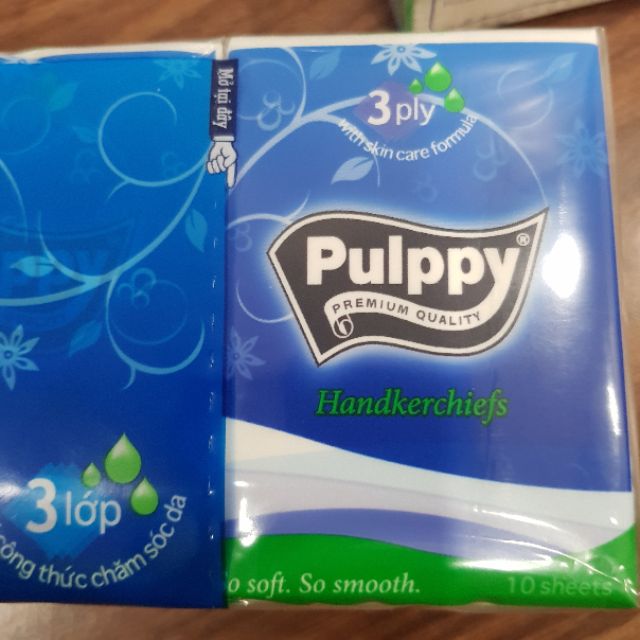 Mở tại đây
3 ply
with skin care formula
Pulppy®
PREMIUM QUALITY
Handkerchiefs
3 lớp
công thức chăm sóc da
So soft. So smooth.
10 sheets